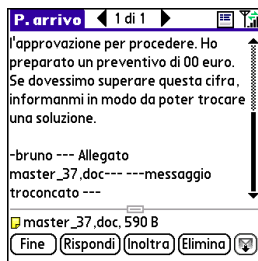 P. arrivo 1 di 1
l'approvazione per procedere. Ho
preparato un preventivo di 00 euro.
Se dovessimo superare questa cifra,
informanmi in modo da poter trocare
una soluzione.
-bruno --- Allegato
master_37,doc--- ---messaggio
troconcato ---
master_37,doc, 590 B
Fine Rispondi Inoltra Elimina